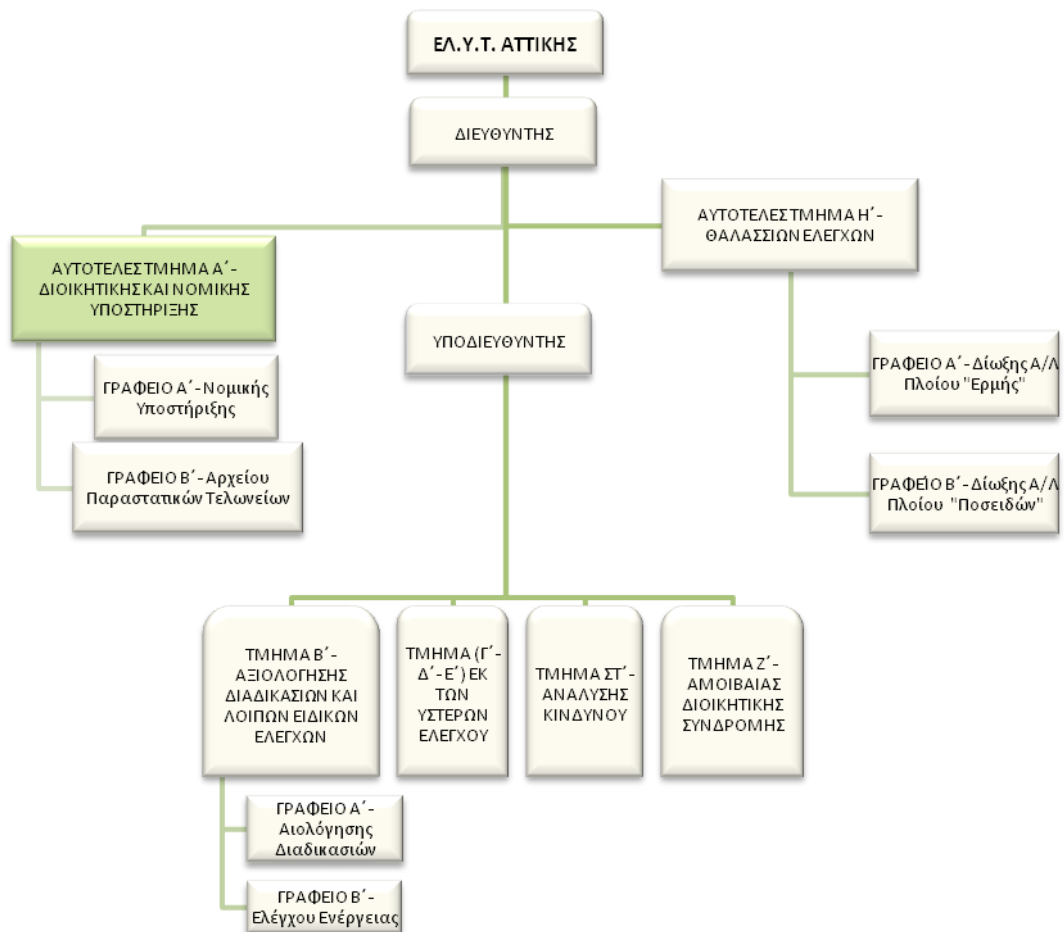 ΕΛ.Υ.Τ. ΑΤΤΙΚΗΣ
ΔΙΕΥΘΥΝΤΗΣ
ΑΥΤΟΤΕΛΕΣ ΤΜΗΜΑ Η΄-
ΘΑΛΑΣΣΙΩΝ ΕΛΕΓΧΩΝ
ΑΥΤΟΤΕΛΕΣ ΤΜΗΜΑ Α΄-
ΔΙΟΙΚΗΤΙΚΗΣ ΚΑΙ ΝΟΜΙΚΗΣ
ΥΠΟΣΤΗΡΙΞΗΣ
ΥΠΟΔΙΕΥΘΥΝΤΗΣ
ΓΡΑΦΕΙΟ Α΄- Νομικής
Υποστήριξης
ΓΡΑΦΕΙΟ Β΄- Αρχείου
Παραστατικών Τελωνείων
ΓΡΑΦΕΙΟ Α΄- Δίωξης Α/Λ
Πλοίου "Ερμής"
ΓΡΑΦΕΊΟ Β΄- Δίωξης Α/Λ
Πλοίου "Ποσειδών"
ΤΜΗΜΑ Β΄-
ΑΞΙΟΛΟΓΗΣΗΣ
ΔΙΑΔΙΚΑΣΙΩΝ ΚΑΙ
ΛΟΙΠΩΝ ΕΙΔΙΚΩΝ
ΕΛΕΓΧΩΝ
ΤΜΗΜΑ (Γ΄-
Δ΄- Ε΄) ΕΚ
ΤΩΝ
ΥΣΤΕΡΩΝ
ΕΛΕΓΧΟΥ
ΤΜΗΜΑ ΣΤ΄-
ΑΝΑΛΥΣΗΣ
ΚΙΝΔΥΝΟΥ
ΤΜΗΜΑ Ζ΄-
ΑΜΟΙΒΑΙΑΣ
ΔΙΟΙΚΗΤΙΚΗΣ
ΣΥΝΔΡΟΜΗΣ
ΓΡΑΦΕΙΟ Α΄-
Αιολόγησης
Διαδικασιών
ΓΡΑΦΕΙΟ Β΄-
Ελέγχου Ενέργειας